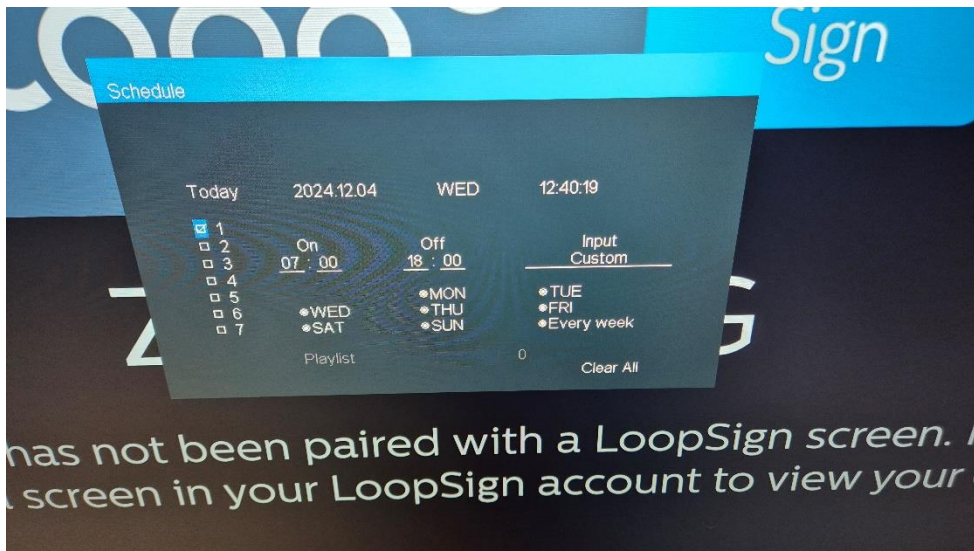 Sign
Schedule
Today 2024.12.04 WED 12:40:19
1
2
3
4
5
6
7
On
07 : 00
Off
18 : 00
Input
Custom
MON TUE
WED THU FRI
SAT SUN Every week
Playlist 0
Clear All
has not been paired with a LoopSign screen.
screen in your LoopSign account to view your